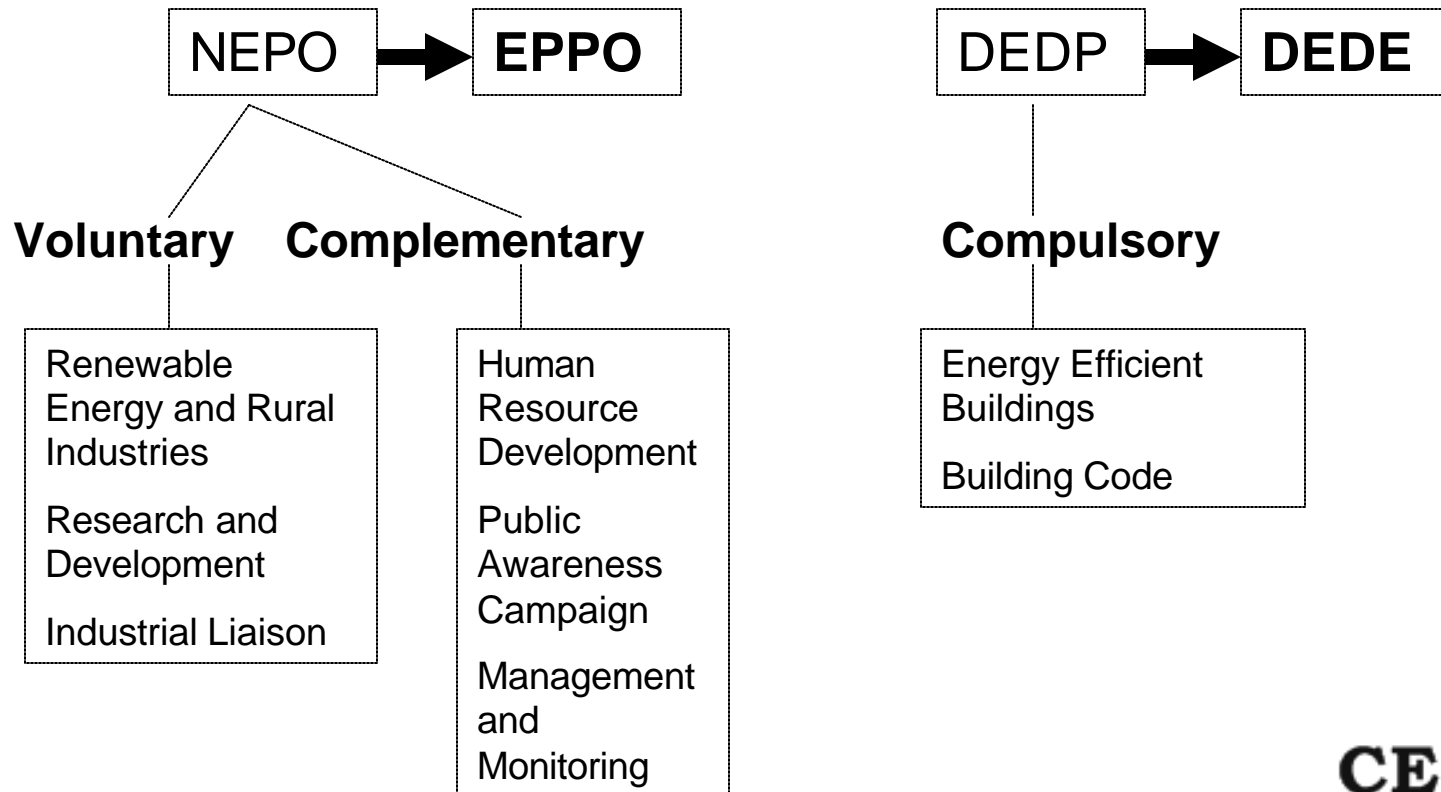 NEPO EPPO DEDP DEDE
Voluntary Complementary Compulsory
Renewable
Energy and Rural
Industries
Research and
Development
Industrial Liaison
Human
Resource
Development
Public
Awareness
Campaign
Management
and
Monitoring
Energy Efficient
Buildings
Building Code
CE